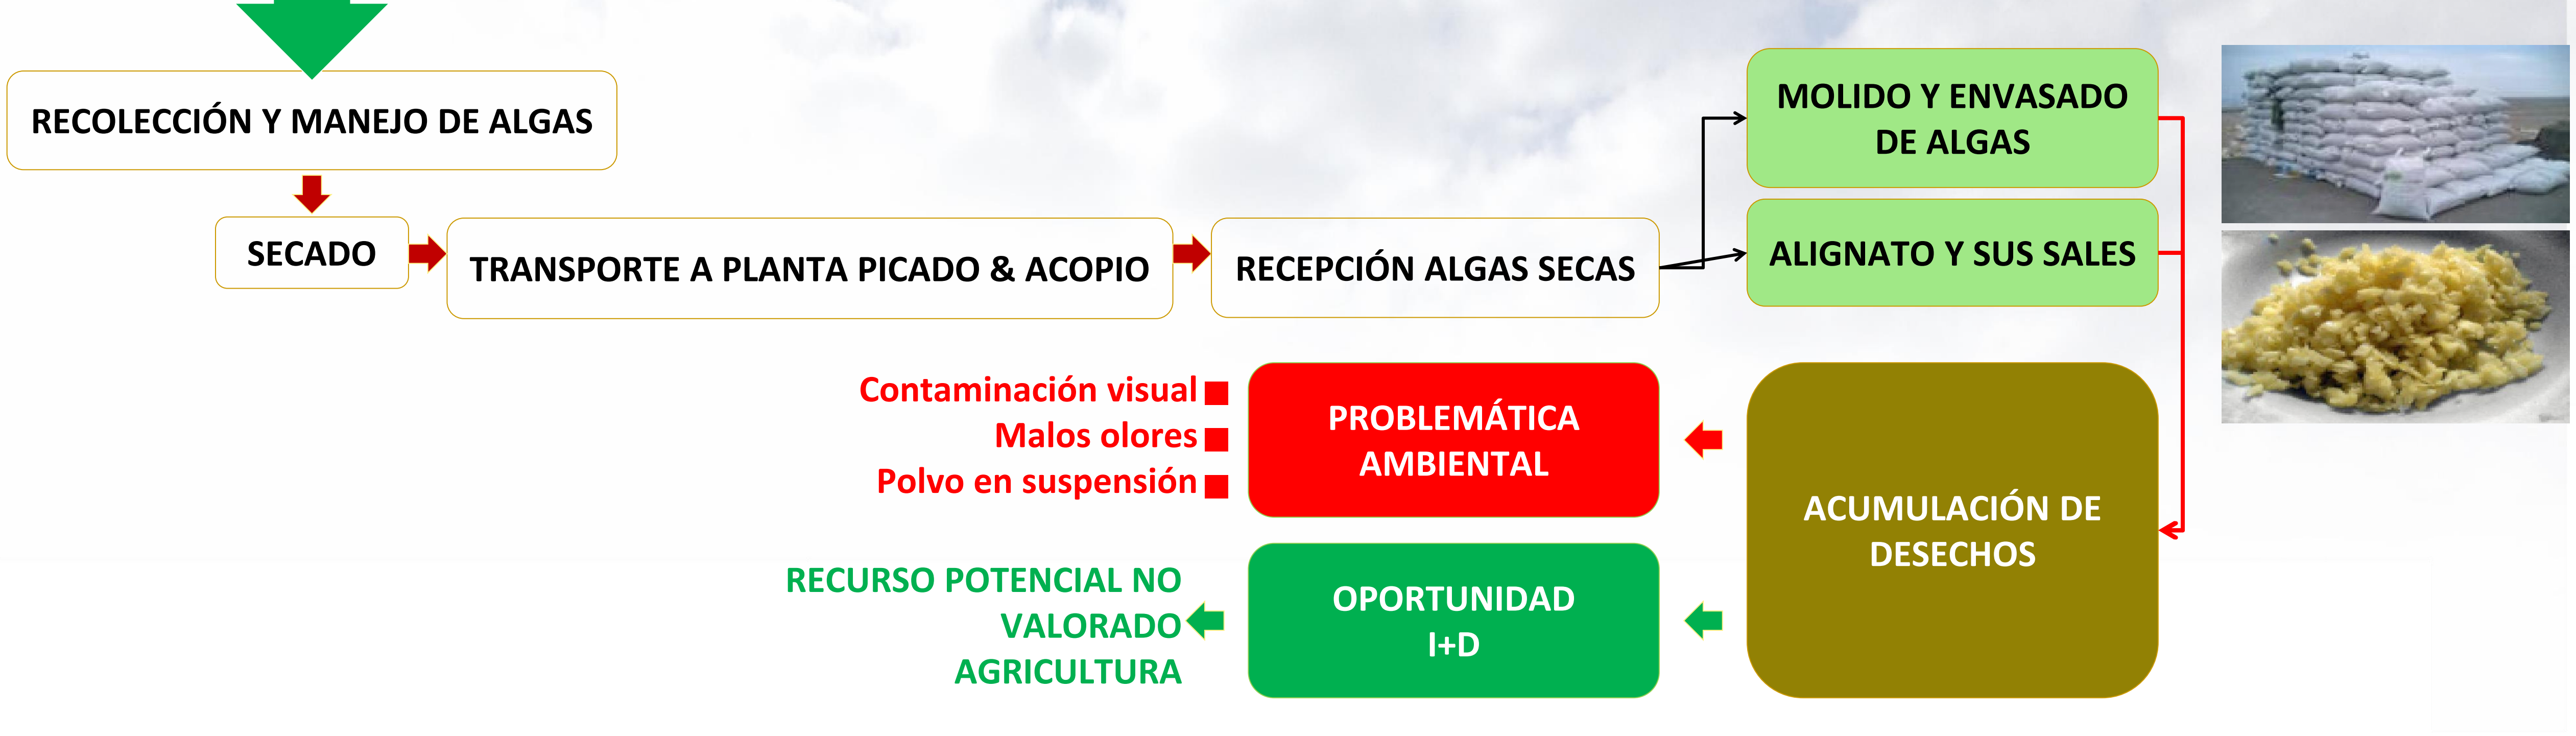 RECOLECCIÓN Y MANEJO DE ALGAS
SECADO
TRANSPORTE A PLANTA PICADO & ACOPIO
RECEPCIÓN ALGAS SECAS
MOLIDO Y ENVASADO
DE ALGAS
ALIGNATO Y SUS SALES
ACUMULACIÓN DE
DESECHOS
PROBLEMÁTICA
AMBIENTAL
Contaminación visual
Malos olores
Polvo en suspensión
OPORTUNIDAD
I+D
RECURSO POTENCIAL NO
VALORADO
AGRICULTURA